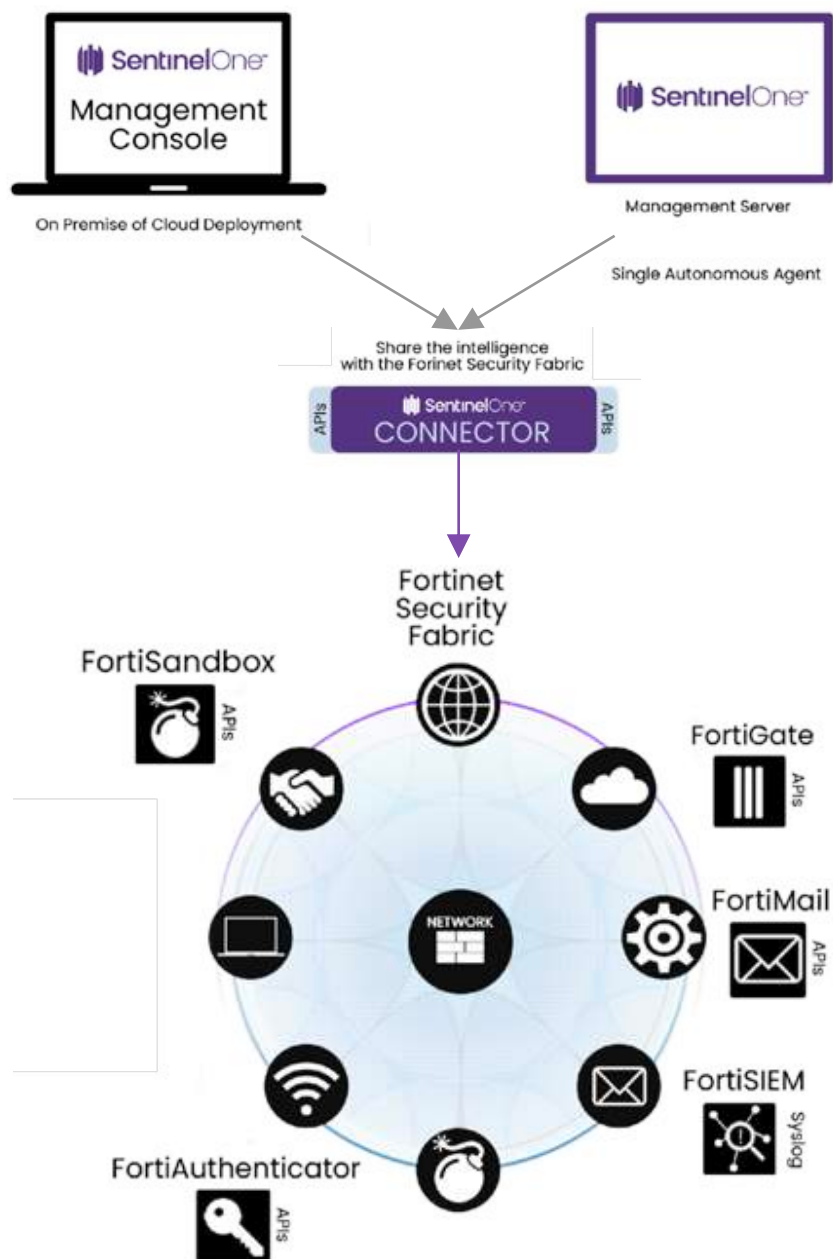 SentinelOne
Management
Console
On Premise of Cloud Deployment
SentinelOne
Management Server
Single Autonomous Agent
Share the intelligence
with the Forinet Security Fabric
APIs
SentinelOne
CONNECTOR
APIs
Fortinet
Security
Fabric
FortiSandbox
APIs
FortiGate
APIs
NETWORK
FortiMail
APIs
FortiSIEM
Syslog
FortiAuthenticator
APIs